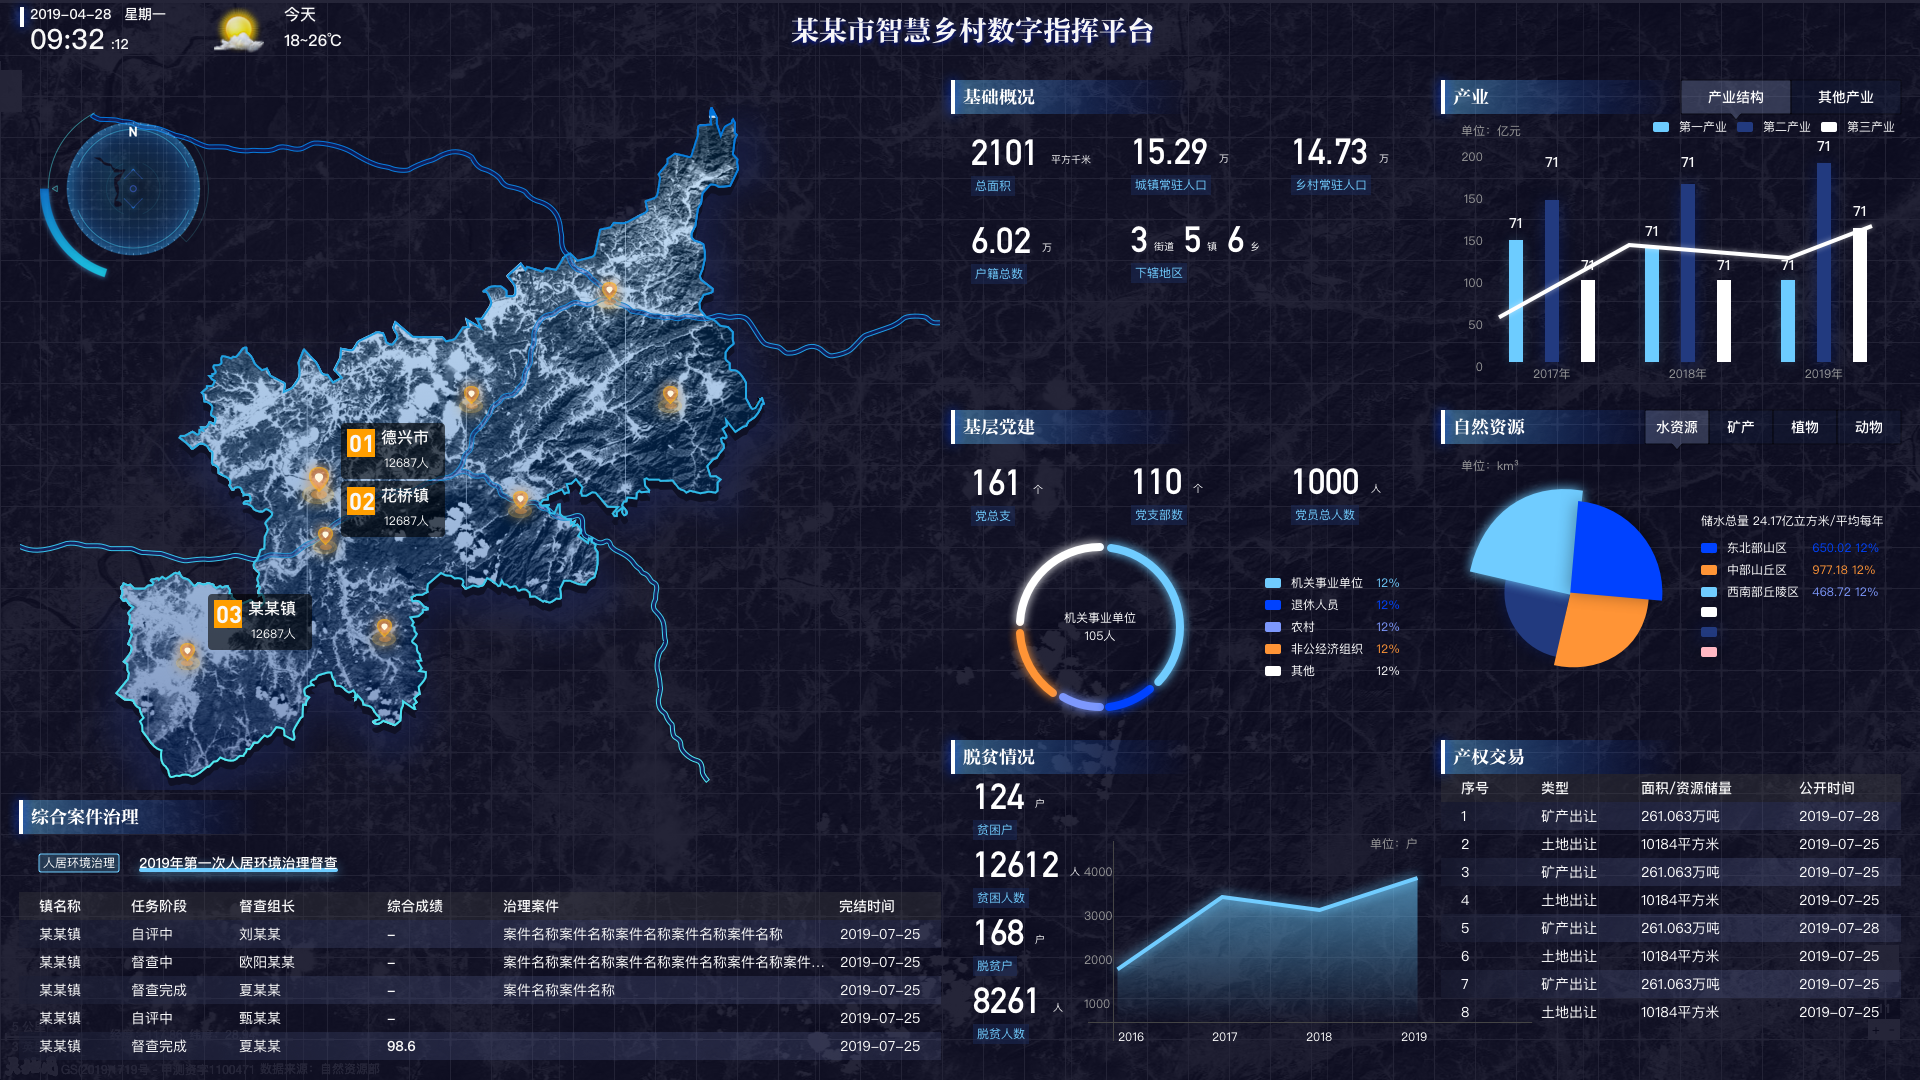 2019-04-28 星期一
09:32 :12
今天
18~26℃
某某市智慧乡村数字指挥平台
N
01 德兴市
12687人
02 花桥镇
12687人
03 某某镇
12687人
基础概况
2101 平方千米
总面积
15.29 万
城镇常驻人口
14.73 万
乡村常驻人口
6.02 万
户籍总数
3 街道 5 镇 6 乡
下辖地区
产业
产业结构
其他产业
单位：亿元
第一产业
第二产业
第三产业
200
150
150
100
50
0
71
71
71
71
71
71
71
71
71
2017年
2018年
2019年
基层党建
161 个
党总支
110 个
党支部数
1000 人
党员总人数
机关事业单位
105人
机关事业单位 12%
退休人员 12%
农村 12%
非公经济组织 12%
其他 12%
自然资源
水资源
矿产
植物
动物
单位：km³
储水总量 24.17亿立方米/平均每年
东北部山区 650.02 12%
中部山丘区 977.18 12%
西南部丘陵区 468.72 12%
脱贫情况
124 户
贫困户
12612 人
贫困人数
168 户
脱贫户
8261 人
脱贫人数
单位：户
4000
3000
2000
1000
2016
2017
2018
2019
产权交易
序号 类型 面积/资源储量 公开时间
1 矿产出让 261.063万吨 2019-07-28
2 土地出让 10184平方米 2019-07-25
3 矿产出让 261.063万吨 2019-07-25
4 土地出让 10184平方米 2019-07-25
5 矿产出让 261.063万吨 2019-07-28
6 土地出让 10184平方米 2019-07-25
7 矿产出让 261.063万吨 2019-07-25
8 土地出让 10184平方米 2019-07-25
综合案件治理
人居环境治理
2019年第一次人居环境治理督查
镇名称 任务阶段 督查组长 综合成绩 治理案件 完结时间
某某镇 自评中 刘某某 - 案件名称案件名称案件名称案件名称案件名称 2019-07-25
某某镇 督查中 欧阳某某 - 案件名称案件名称案件名称案件名称案件名称案件... 2019-07-25
某某镇 督查完成 夏某某 - 案件名称案件名称 2019-07-25
某某镇 自评中 甄某某 - 2019-07-25
某某镇 督查完成 夏某某 98.6 2019-07-25